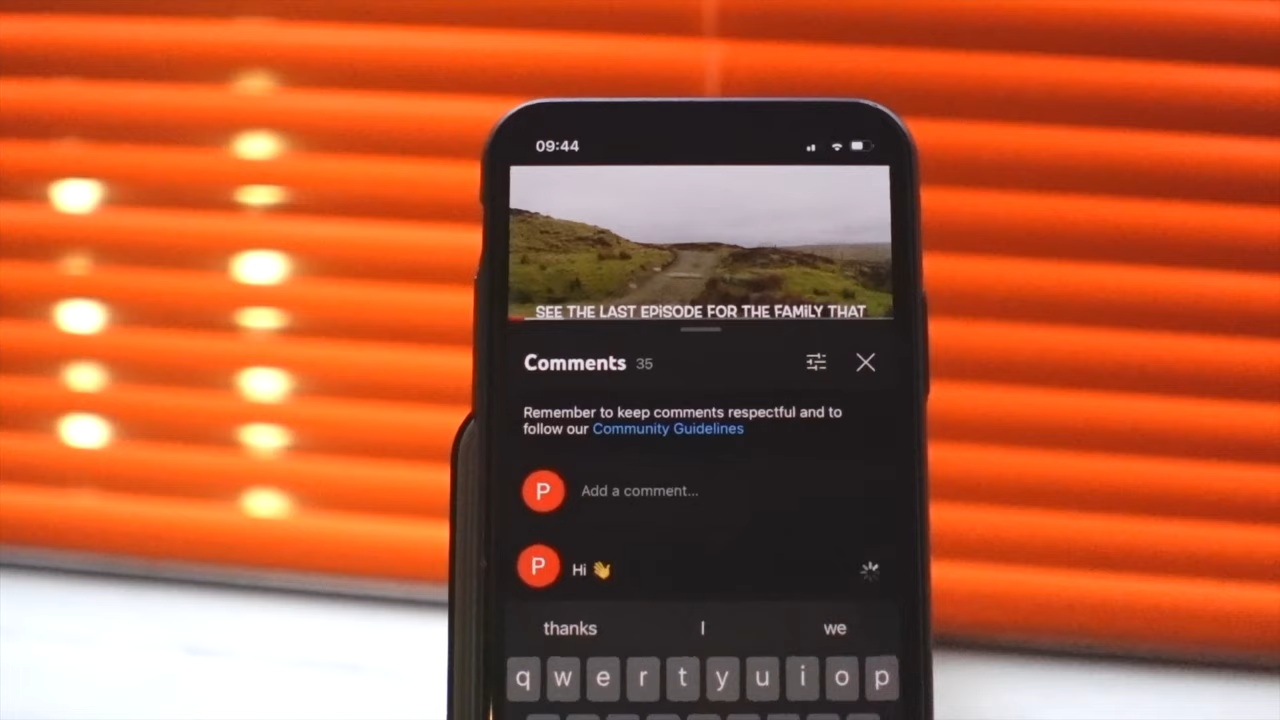 09:44
SEE THE LAST EPiSODE FOR THE FAMiLY THAT
Comments 35
Remember to keep comments respectful and to
follow our Community Guidelines
P Add a comment...
P Hi 👋
thanks I we
q w e r t y u i o p